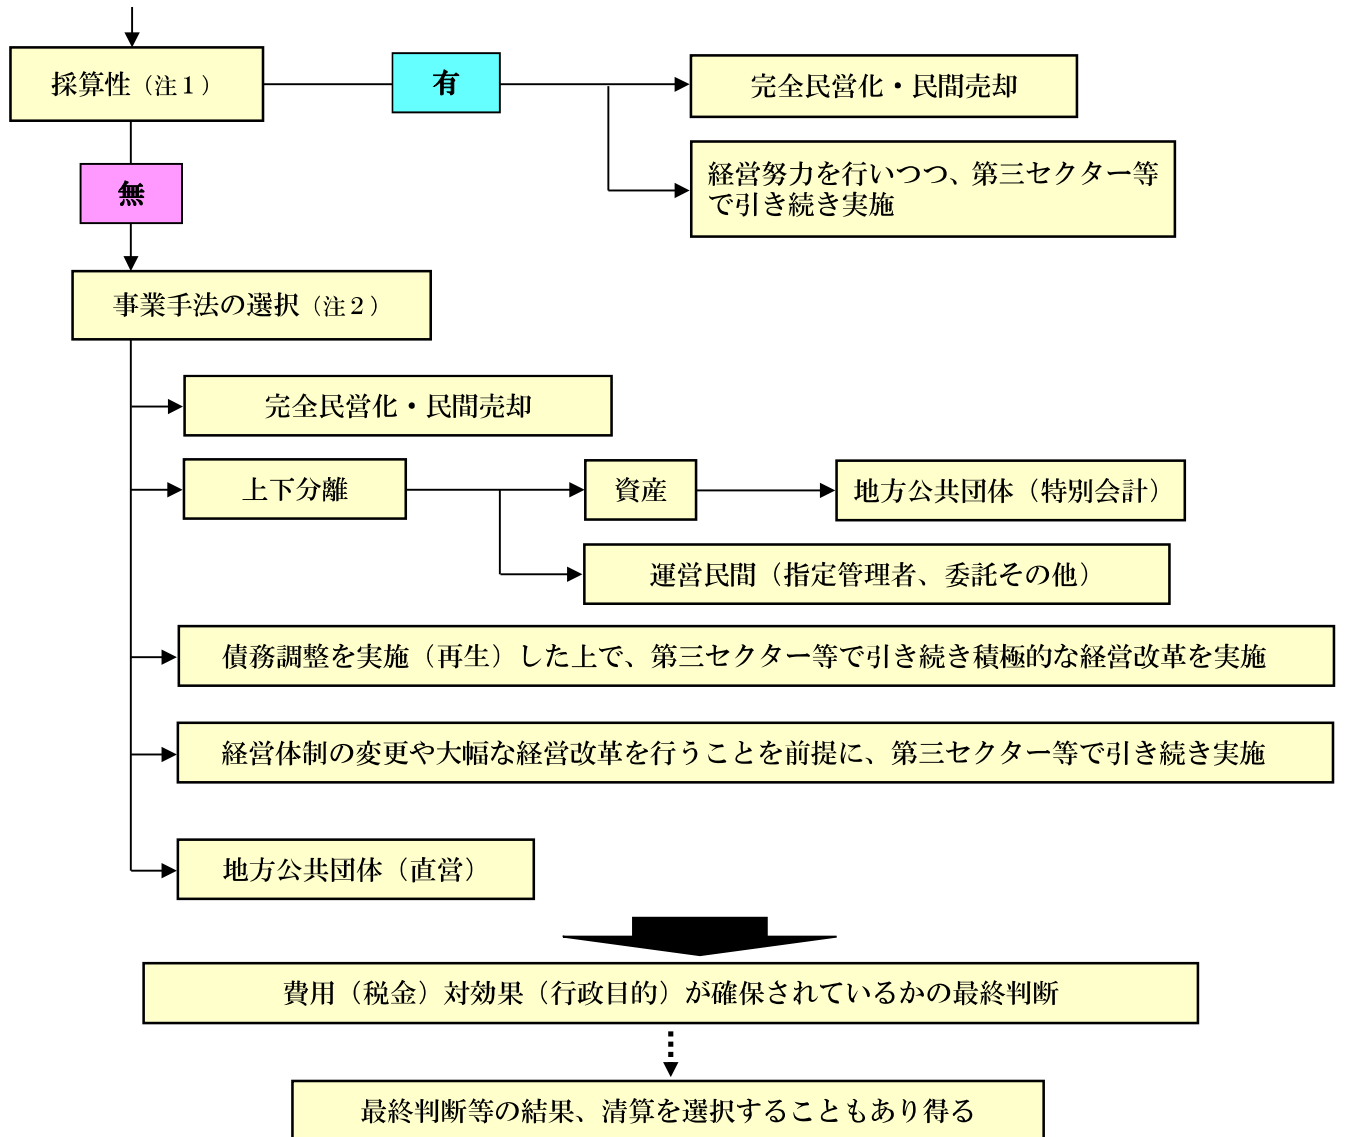 採算性（注１）
有
完全民営化・民間売却
経営努力を行いつつ、第三セクター等
で引き続き実施
無
事業手法の選択（注２）
完全民営化・民間売却
上下分離
資産
地方公共団体（特別会計）
運営民間（指定管理者、委託その他）
債務調整を実施（再生）した上で、第三セクター等で引き続き積極的な経営改革を実施
経営体制の変更や大幅な経営改革を行うことを前提に、第三セクター等で引き続き実施
地方公共団体（直営）
費用（税金）対効果（行政目的）が確保されているかの最終判断
最終判断等の結果、清算を選択することもあり得る